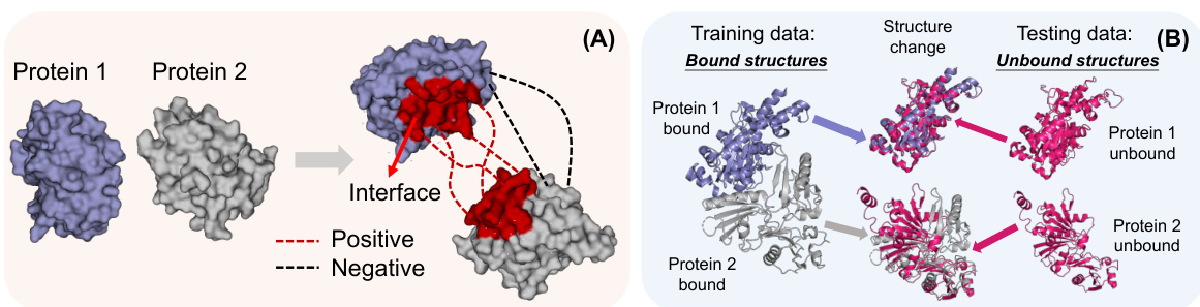 (A)
Protein 1
Protein 2
Interface
Positive
Negative
(B)
Training data:
Bound structures
Structure
change
Testing data:
Unbound structures
Protein 1
bound
Protein 1
unbound
Protein 2
bound
Protein 2
unbound